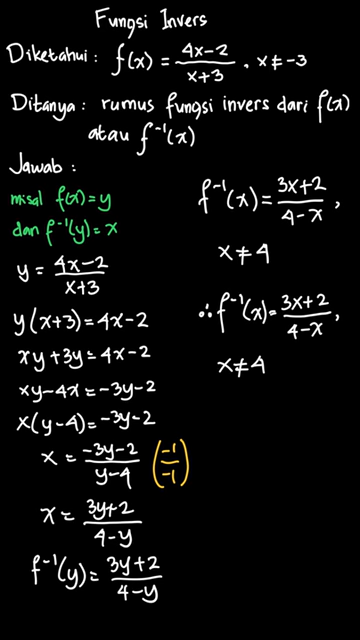 Fungsi Invers
Diketahui : f(x) = (4x-2)/(x+3) , x ≠ -3
Ditanya : rumus fungsi invers dari f(x)
atau f⁻¹(x)
Jawab :
misal f(x) = y
dan f⁻¹(y) = x
y = (4x-2)/(x+3)
y(x+3) = 4x-2
xy+3y = 4x-2
xy-4x = -3y-2
x(y-4) = -3y-2
x = (-3y-2)/(y-4) (-1/-1)
x = (3y+2)/(4-y)
f⁻¹(y) = (3y+2)/(4-y)
f⁻¹(x) = (3x+2)/(4-x) ,
x ≠ 4
∴ f⁻¹(x) = (3x+2)/(4-x) ,
x ≠ 4